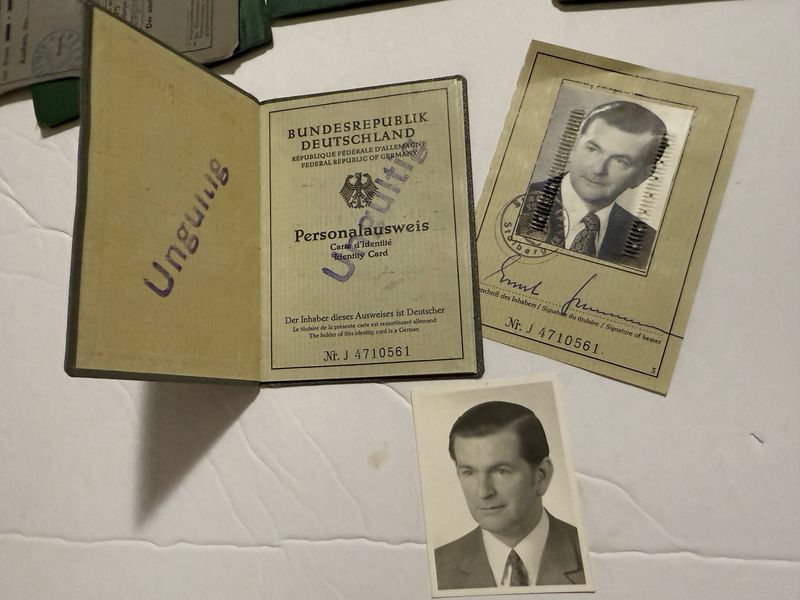 Ungültig
BUNDESREPUBLIK
DEUTSCHLAND
RÉPUBLIQUE FÉDÉRALE D'ALLEMAGNE
FEDERAL REPUBLIC OF GERMANY
Ungültig
Personalausweis
Carte d'Identité
Identity Card
Der Inhaber dieses Ausweises ist Deutscher
Le titulaire de la présente carte est ressortissant allemand
The holder of this identity card is a German
Nr. J 4710561
Stolberg
Ernst
des Inhabers / Signature du titulaire / Signature of bearer
Nr. J 4710561
3